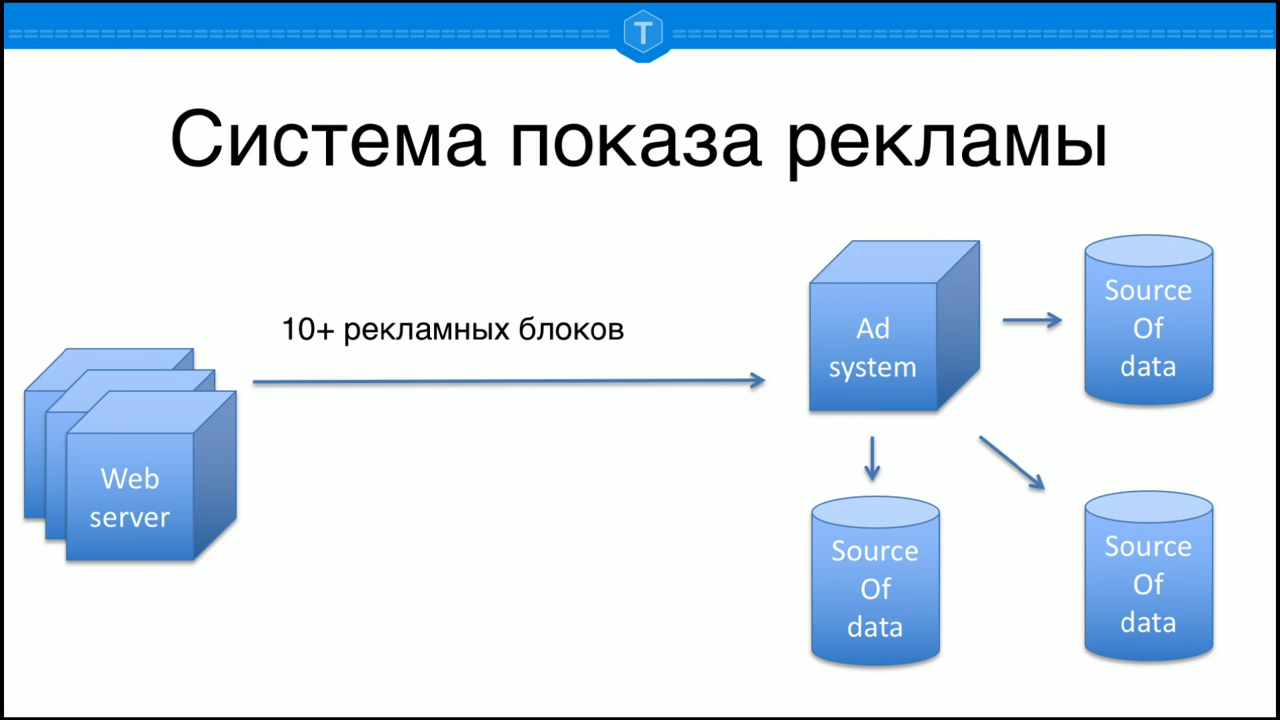 T
Система показа рекламы
10+ рекламных блоков
Web
server
Ad
system
Source
Of
data
Source
Of
data
Source
Of
data